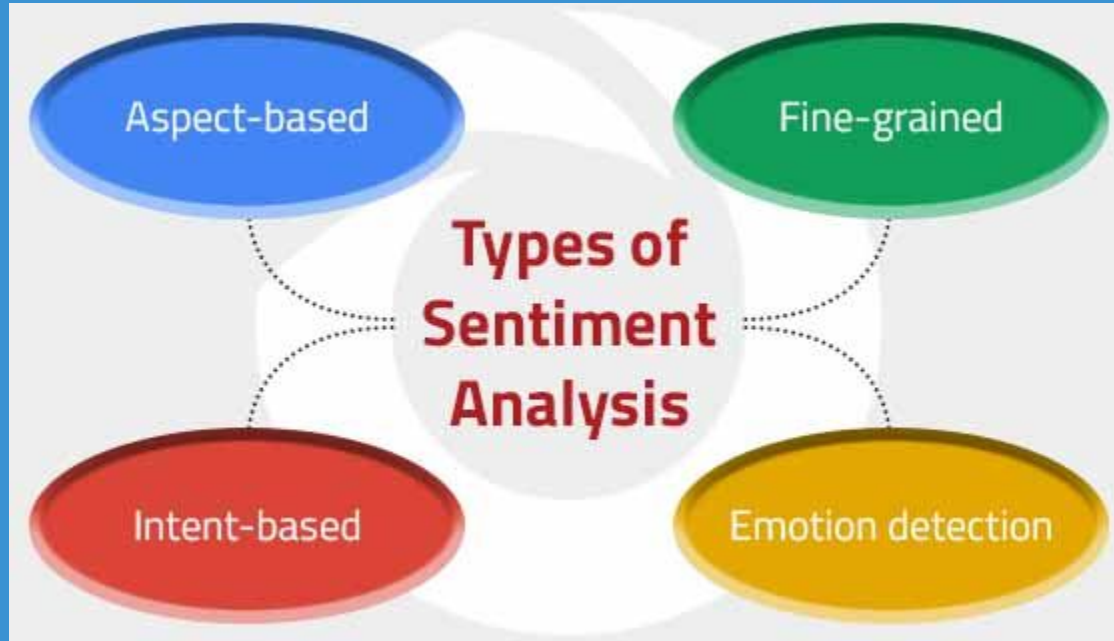 Aspect-based
Fine-grained
Types of
Sentiment
Analysis
Intent-based
Emotion detection